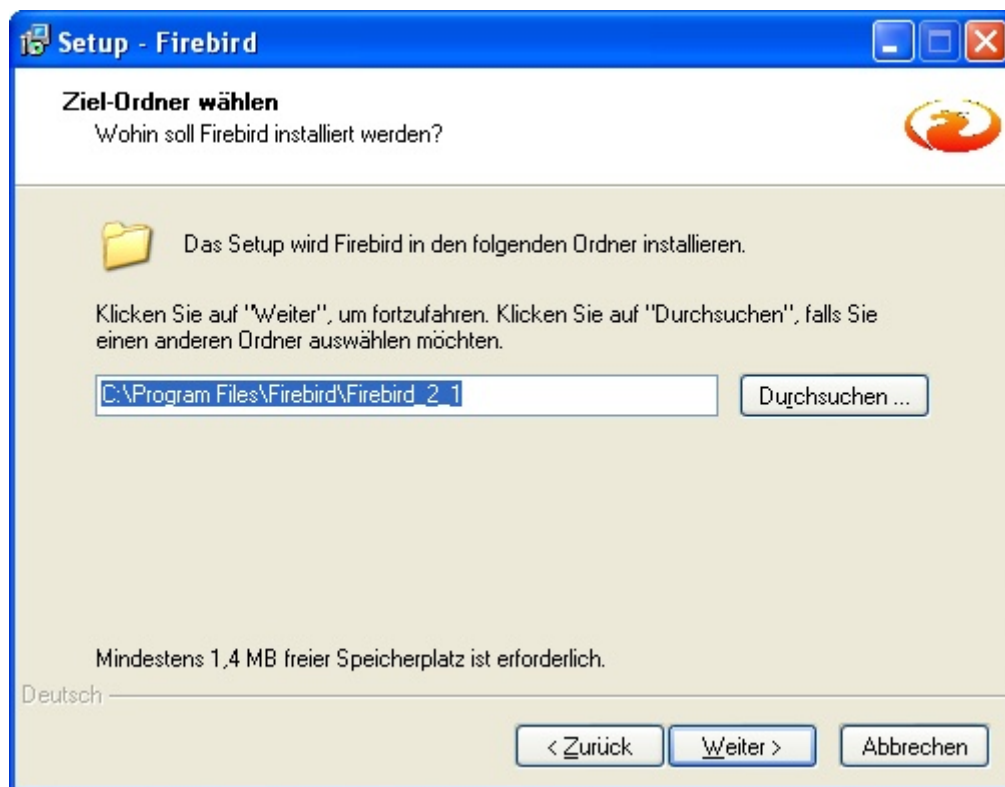 Setup - Firebird
Ziel-Ordner wählen
Wohin soll Firebird installiert werden?
Das Setup wird Firebird in den folgenden Ordner installieren.
Klicken Sie auf "Weiter", um fortzufahren. Klicken Sie auf "Durchsuchen", falls Sie
einen anderen Ordner auswählen möchten.
C:\Program Files\Firebird\Firebird_2_1
Durchsuchen ...
Mindestens 1,4 MB freier Speicherplatz ist erforderlich.
Deutsch
< Zurück
Weiter >
Abbrechen